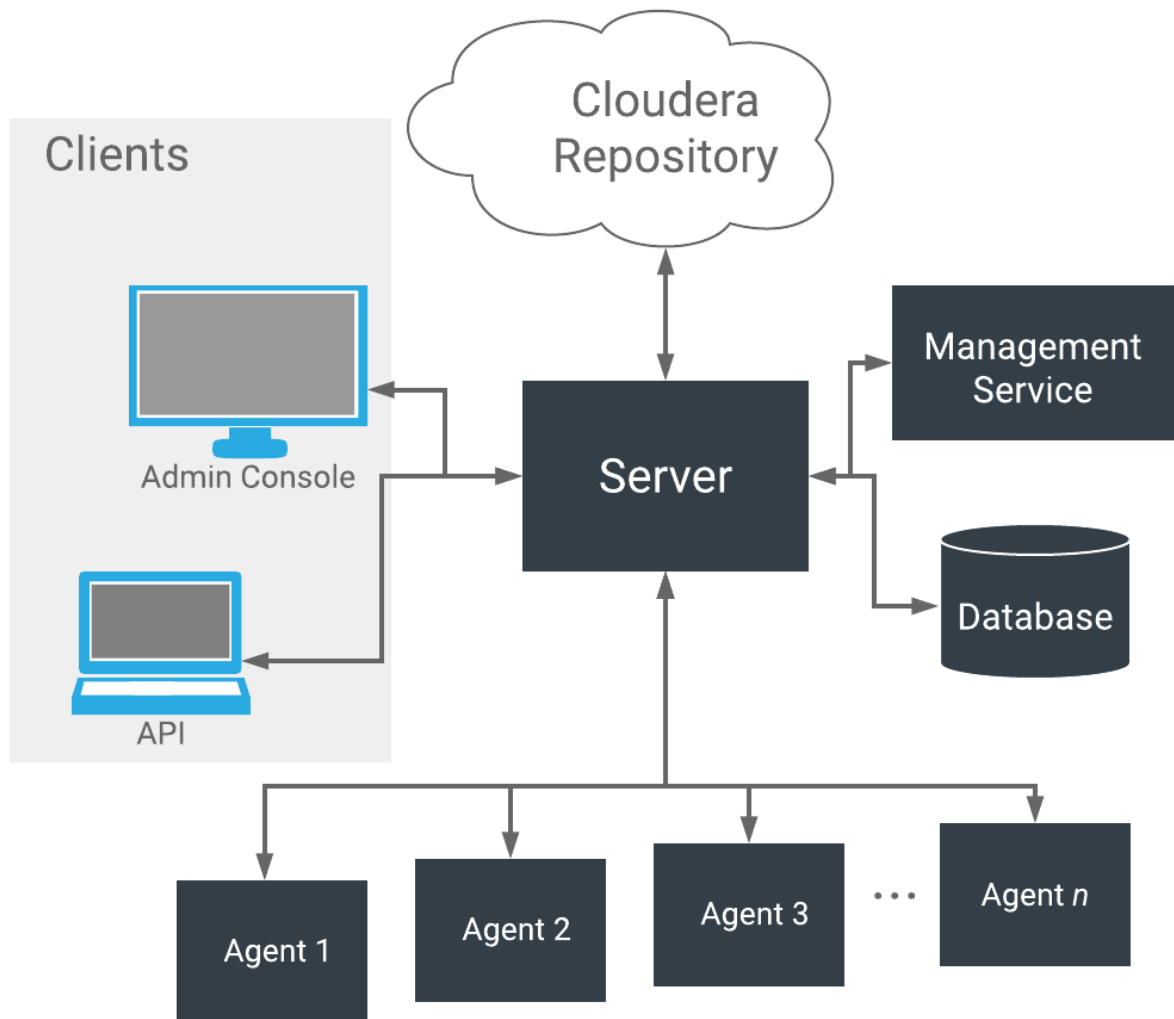 Cloudera
Repository
Clients
Management
Service
Admin Console
Server
Database
API
Agent 1
Agent 2
Agent 3
...
Agent n